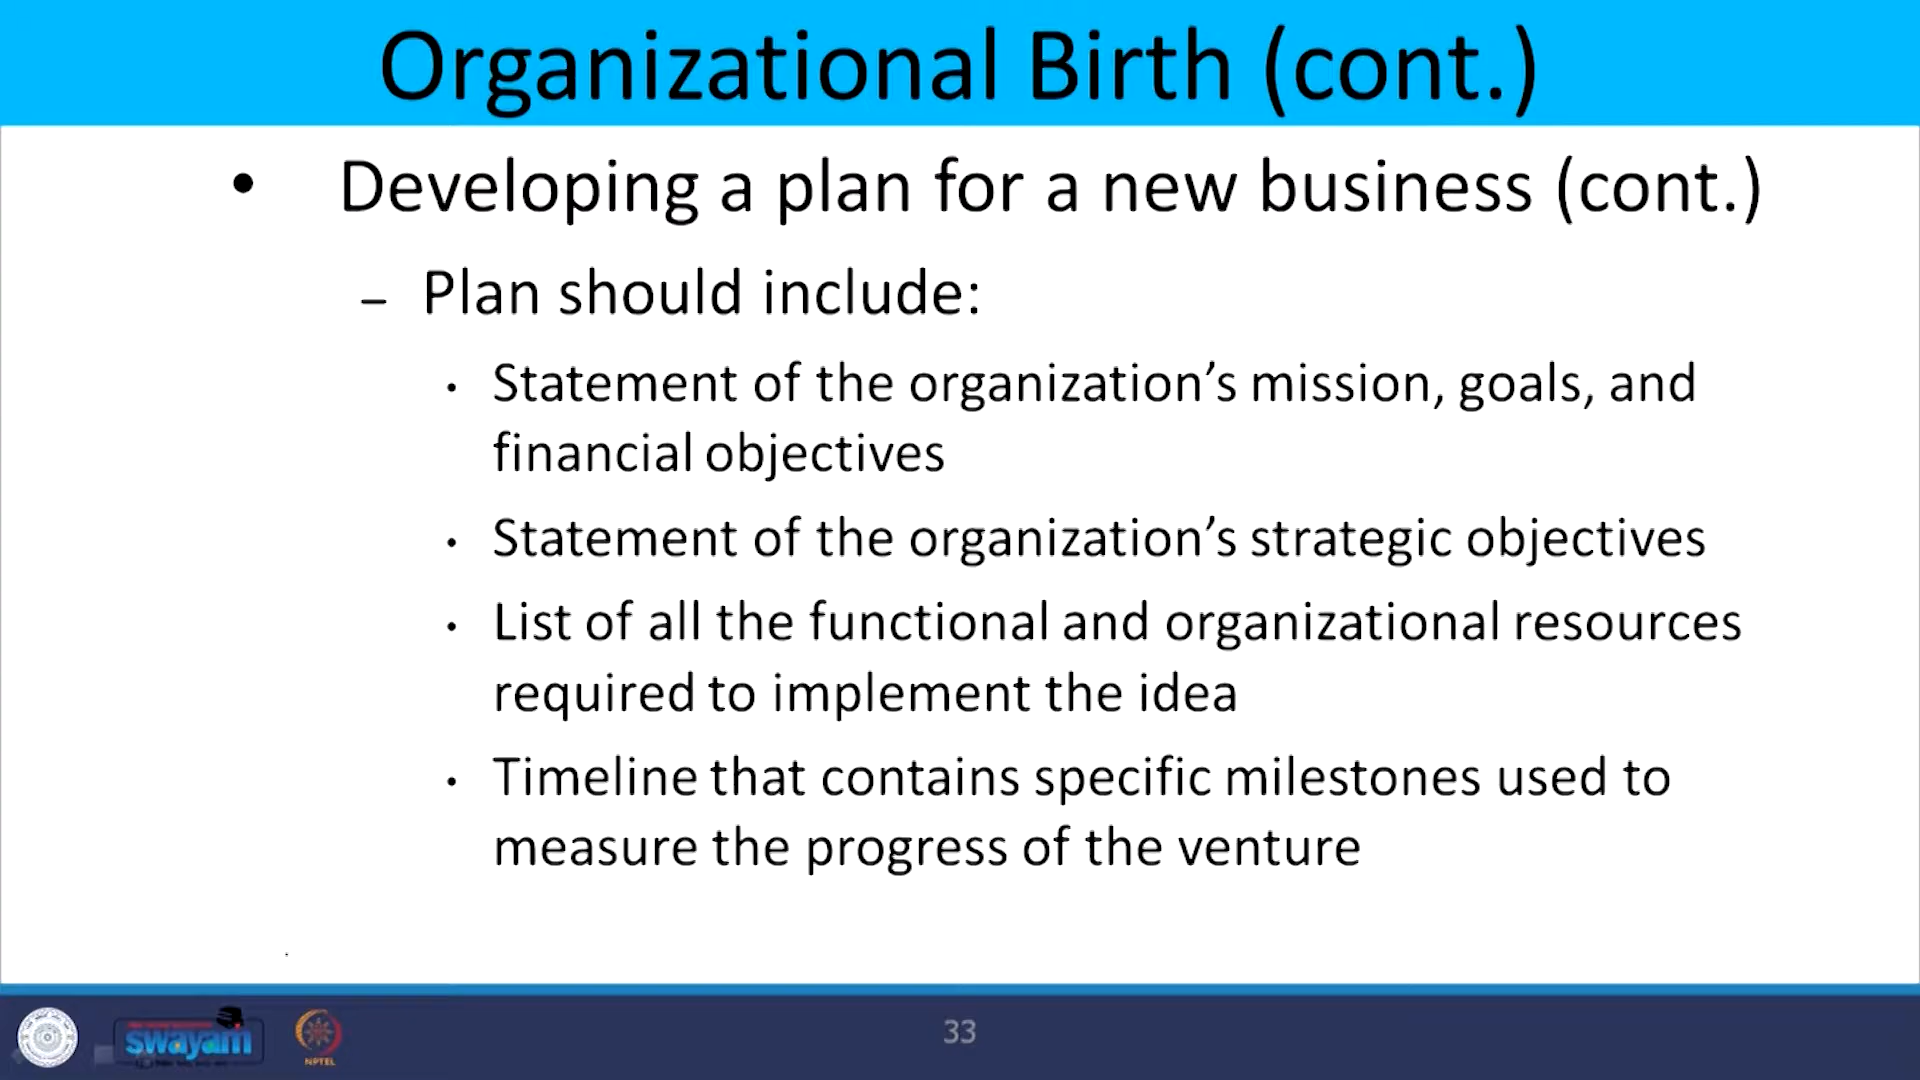 Organizational Birth (cont.)
• Developing a plan for a new business (cont.)
– Plan should include:
• Statement of the organization’s mission, goals, and
financial objectives
• Statement of the organization’s strategic objectives
• List of all the functional and organizational resources
required to implement the idea
• Timeline that contains specific milestones used to
measure the progress of the venture
swayam
NPTEL
33